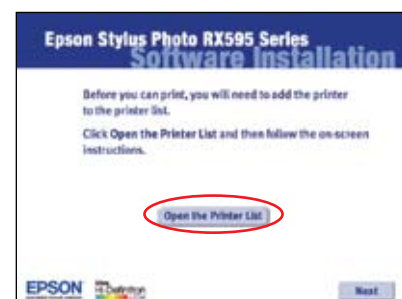 Epson Stylus Photo RX595 Series
Software Installation
Before you can print, you will need to add the printer
to the printer list.
Click Open the Printer List and then follow the on-screen
instructions.
Open the Printer List
EPSON
Definition
Next